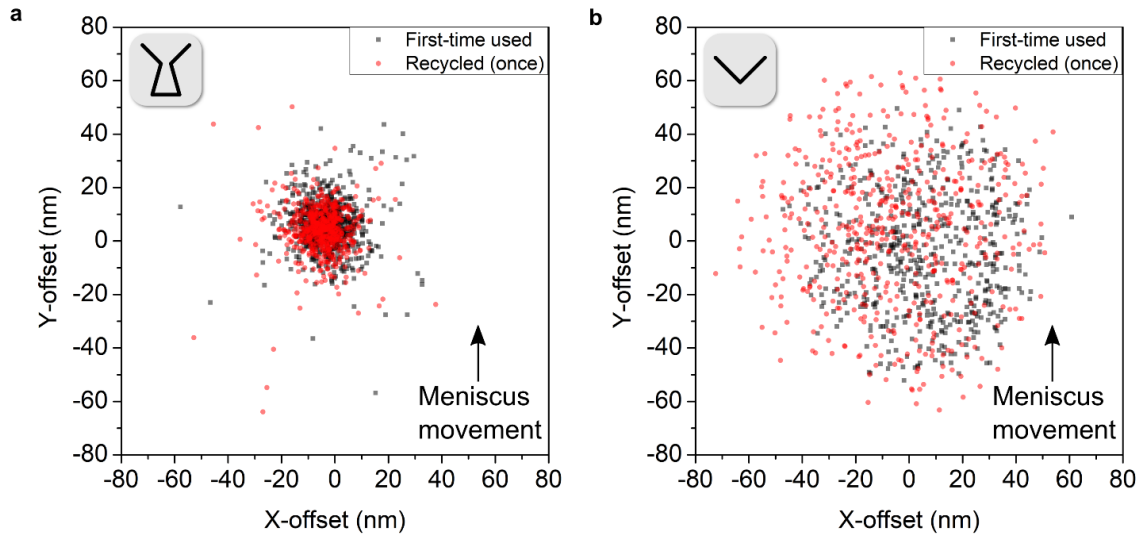 a
80
60
40
20
0
-20
-40
-60
-80
-80 -60 -40 -20 0 20 40 60 80
Y-offset (nm)
X-offset (nm)
First-time used
Recycled (once)
Meniscus
movement
b
80
60
40
20
0
-20
-40
-60
-80
-80 -60 -40 -20 0 20 40 60 80
Y-offset (nm)
X-offset (nm)
First-time used
Recycled (once)
Meniscus
movement